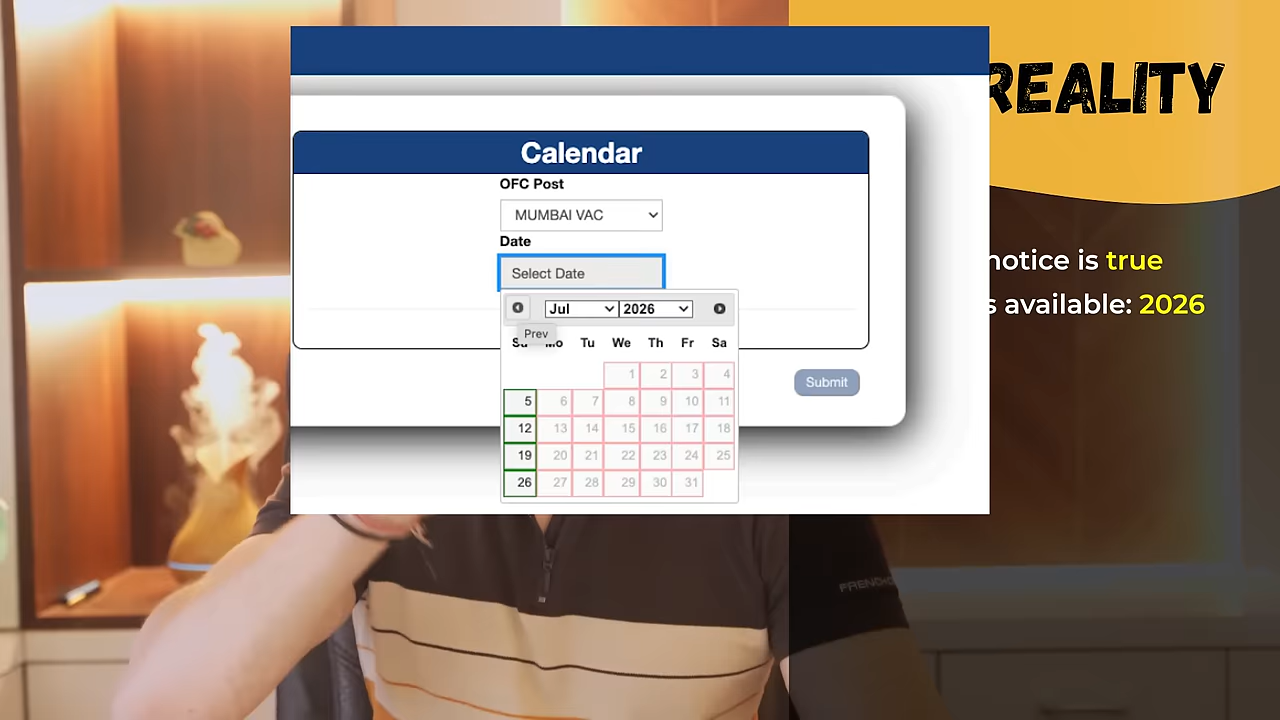 REALITY
notice is true
s available: 2026
Calendar
OFC Post
MUMBAI VAC
Date
Select Date
Jul 2026
Prev
Su Mo Tu We Th Fr Sa
1 2 3 4
5 6 7 8 9 10 11
12 13 14 15 16 17 18
19 20 21 22 23 24 25
26 27 28 29 30 31
Submit